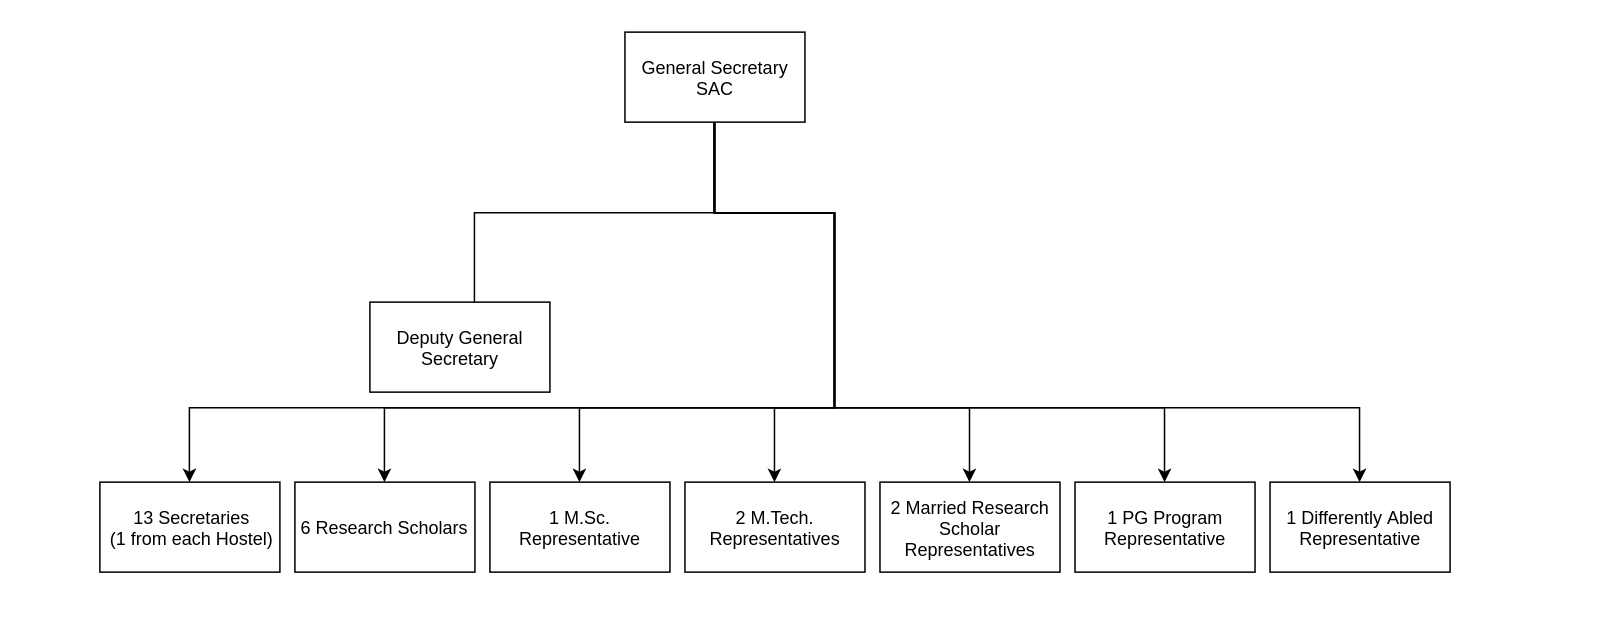 General Secretary
SAC
Deputy General
Secretary
13 Secretaries
(1 from each Hostel)
6 Research Scholars
1 M.Sc.
Representative
2 M.Tech.
Representatives
2 Married Research
Scholar
Representatives
1 PG Program
Representative
1 Differently Abled
Representative